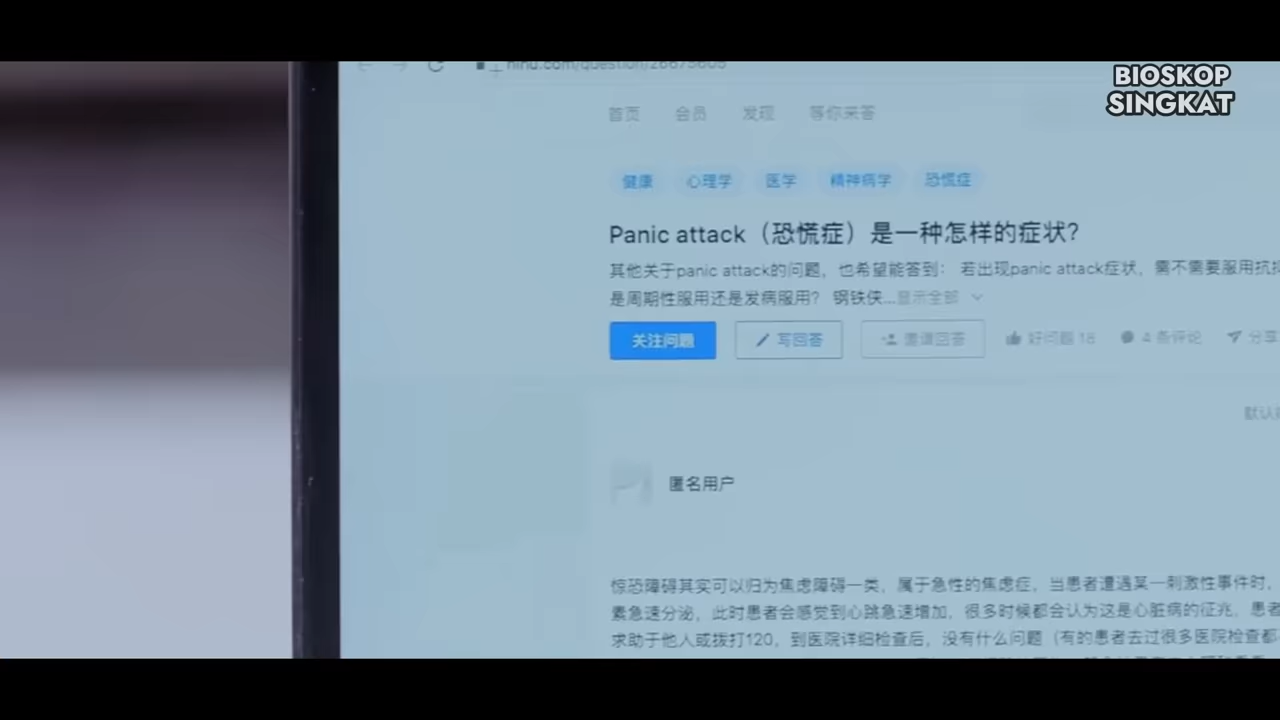 BIOSKOP
SINGKAT
首页 会员 发现 等你来答
健康 心理学 医学 精神病学 恐慌症
Panic attack（恐慌症）是一种怎样的症状？
其他关于panic attack的问题，也希望能答到： 若出现panic attack症状，需不需要服用抗
是周期性服用还是发病服用？ 钢铁侠...显示全部
关注问题 写回答 邀请回答 好问题 18 4 条评论 分享
默认
匿名用户
惊恐障碍其实可以归为焦虑障碍一类，属于急性的焦虑症，当患者遭遇某一刺激性事件时，
素急速分泌，此时患者会感觉到心跳急速增加，很多时候都会认为这是心脏病的征兆，患者
求助于他人或拨打120，到医院详细检查后，没有什么问题（有的患者去过很多医院检查都